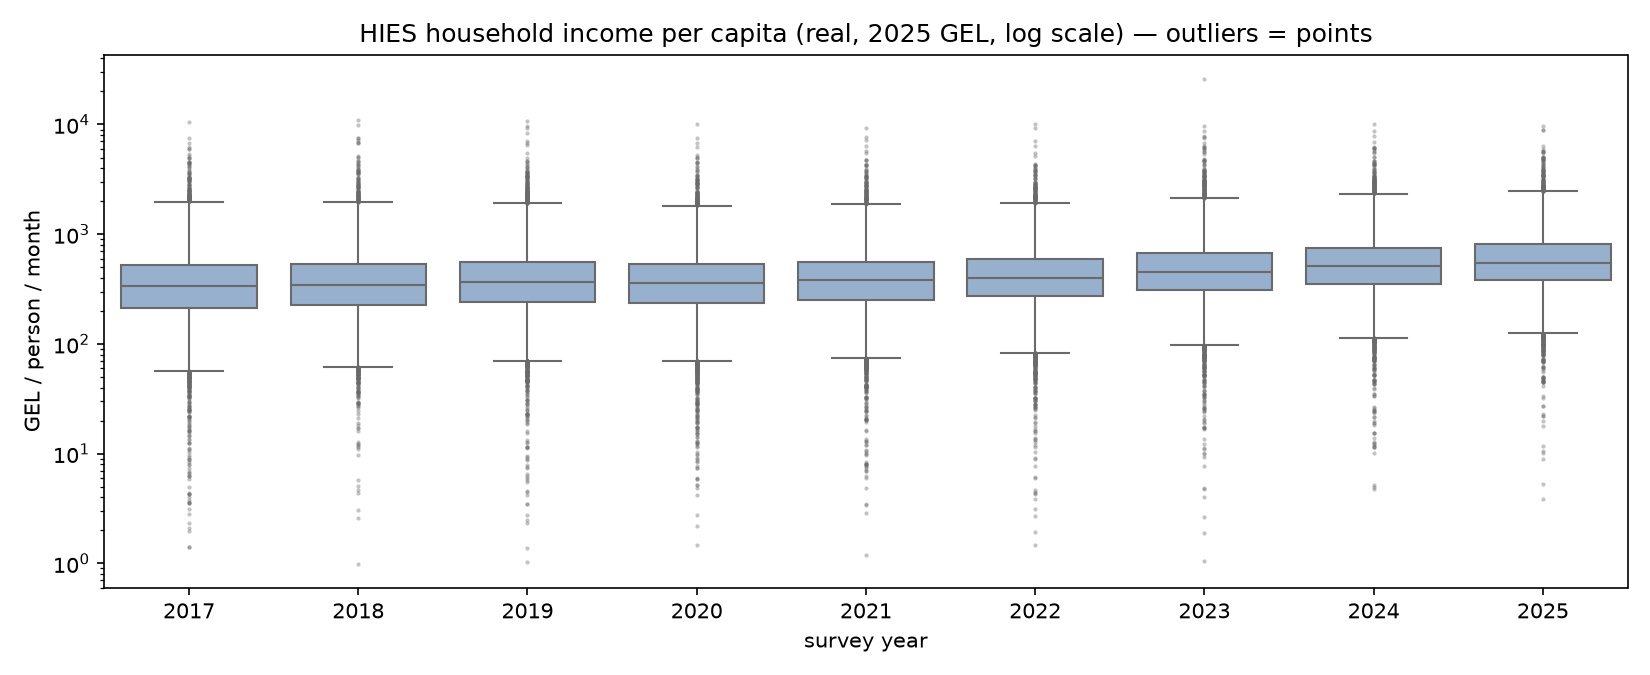 HIES household income per capita (real, 2025 GEL, log scale) — outliers = points
GEL / person / month
10⁴
10³
10²
10¹
10⁰
2017 2018 2019 2020 2021 2022 2023 2024 2025
survey year